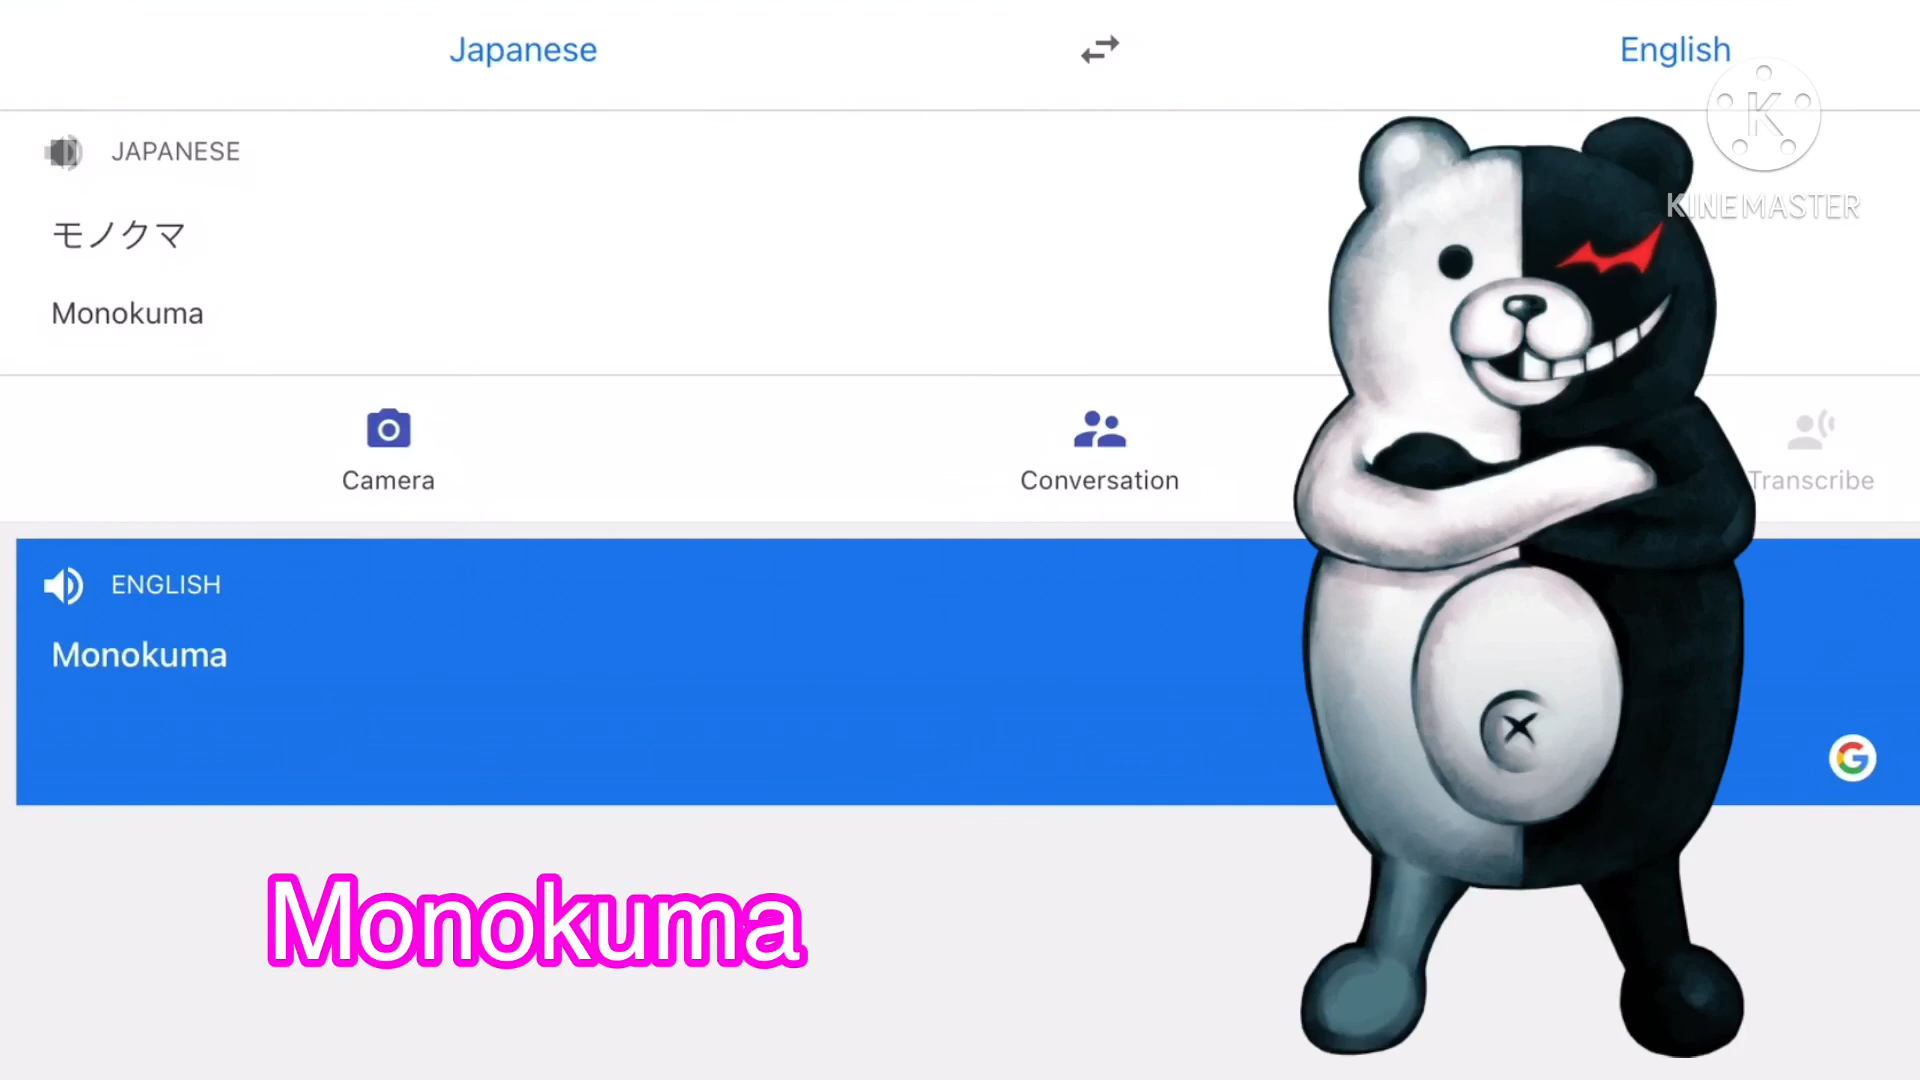 Japanese
English
KINEMASTER
JAPANESE
モノクマ
Monokuma
Camera
Conversation
Transcribe
ENGLISH
Monokuma
Monokuma